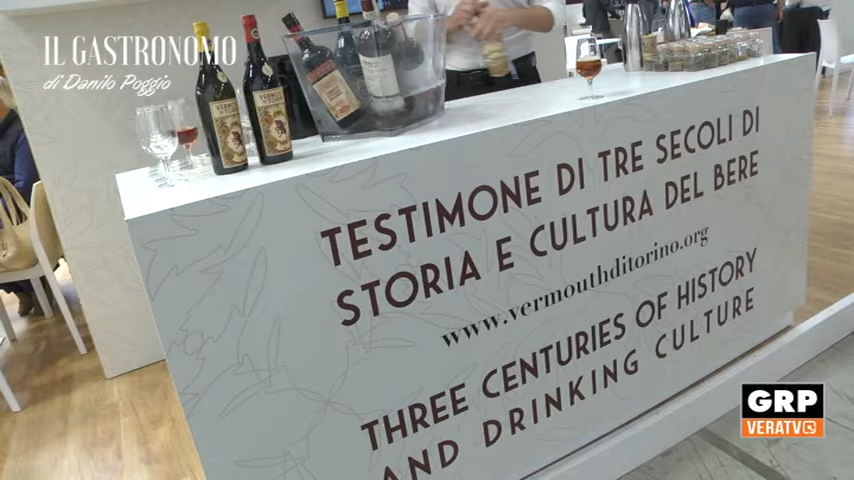 IL GASTRONOMO
di Danilo Poggio
TESTIMONE DI TRE SECOLI DI
STORIA E CULTURA DEL BERE
www.vermouthditorino.org
THREE CENTURIES OF HISTORY
AND DRINKING CULTURE
GRP
VERATV